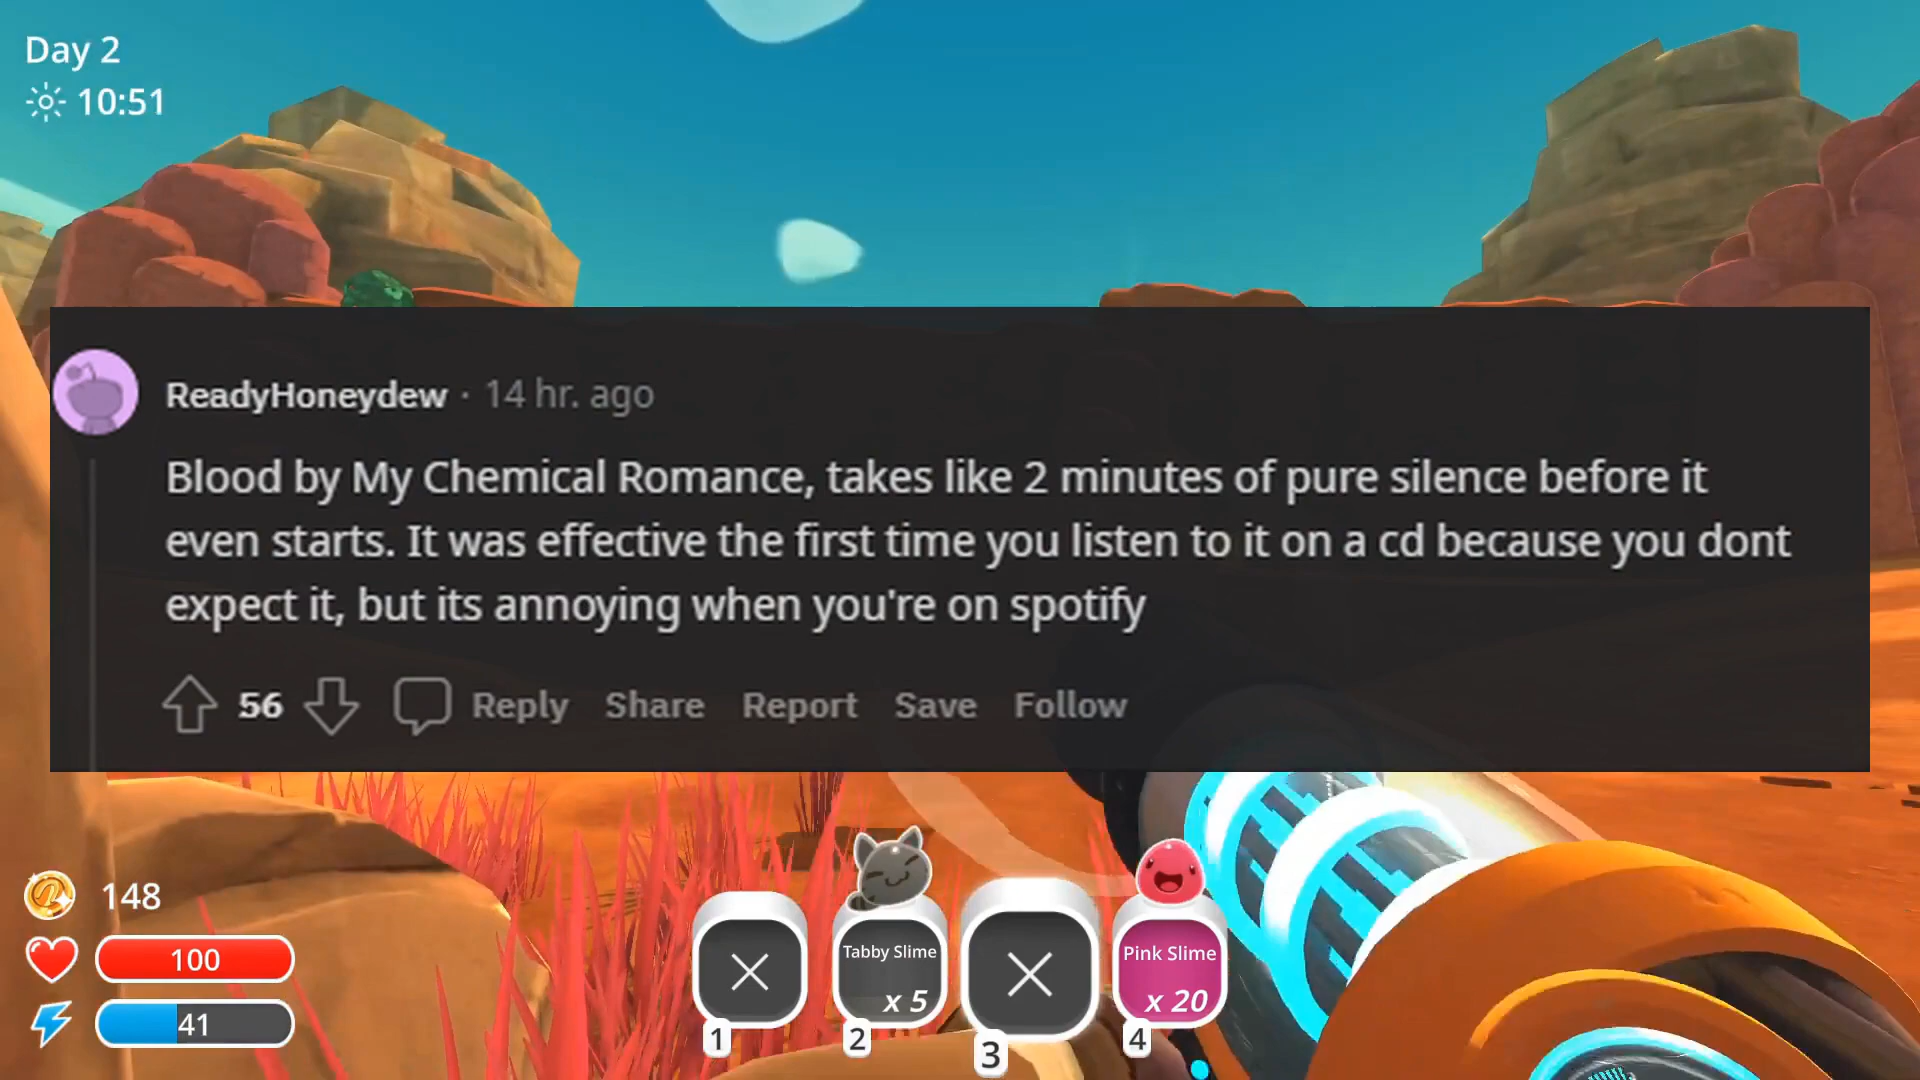 Day 2
10:51
ReadyHoneydew · 14 hr. ago
Blood by My Chemical Romance, takes like 2 minutes of pure silence before it
even starts. It was effective the first time you listen to it on a cd because you dont
expect it, but its annoying when you're on spotify
56 Reply Share Report Save Follow
148
100
41
Tabby Slime
x 5
Pink Slime
x 20
1
2
3
4